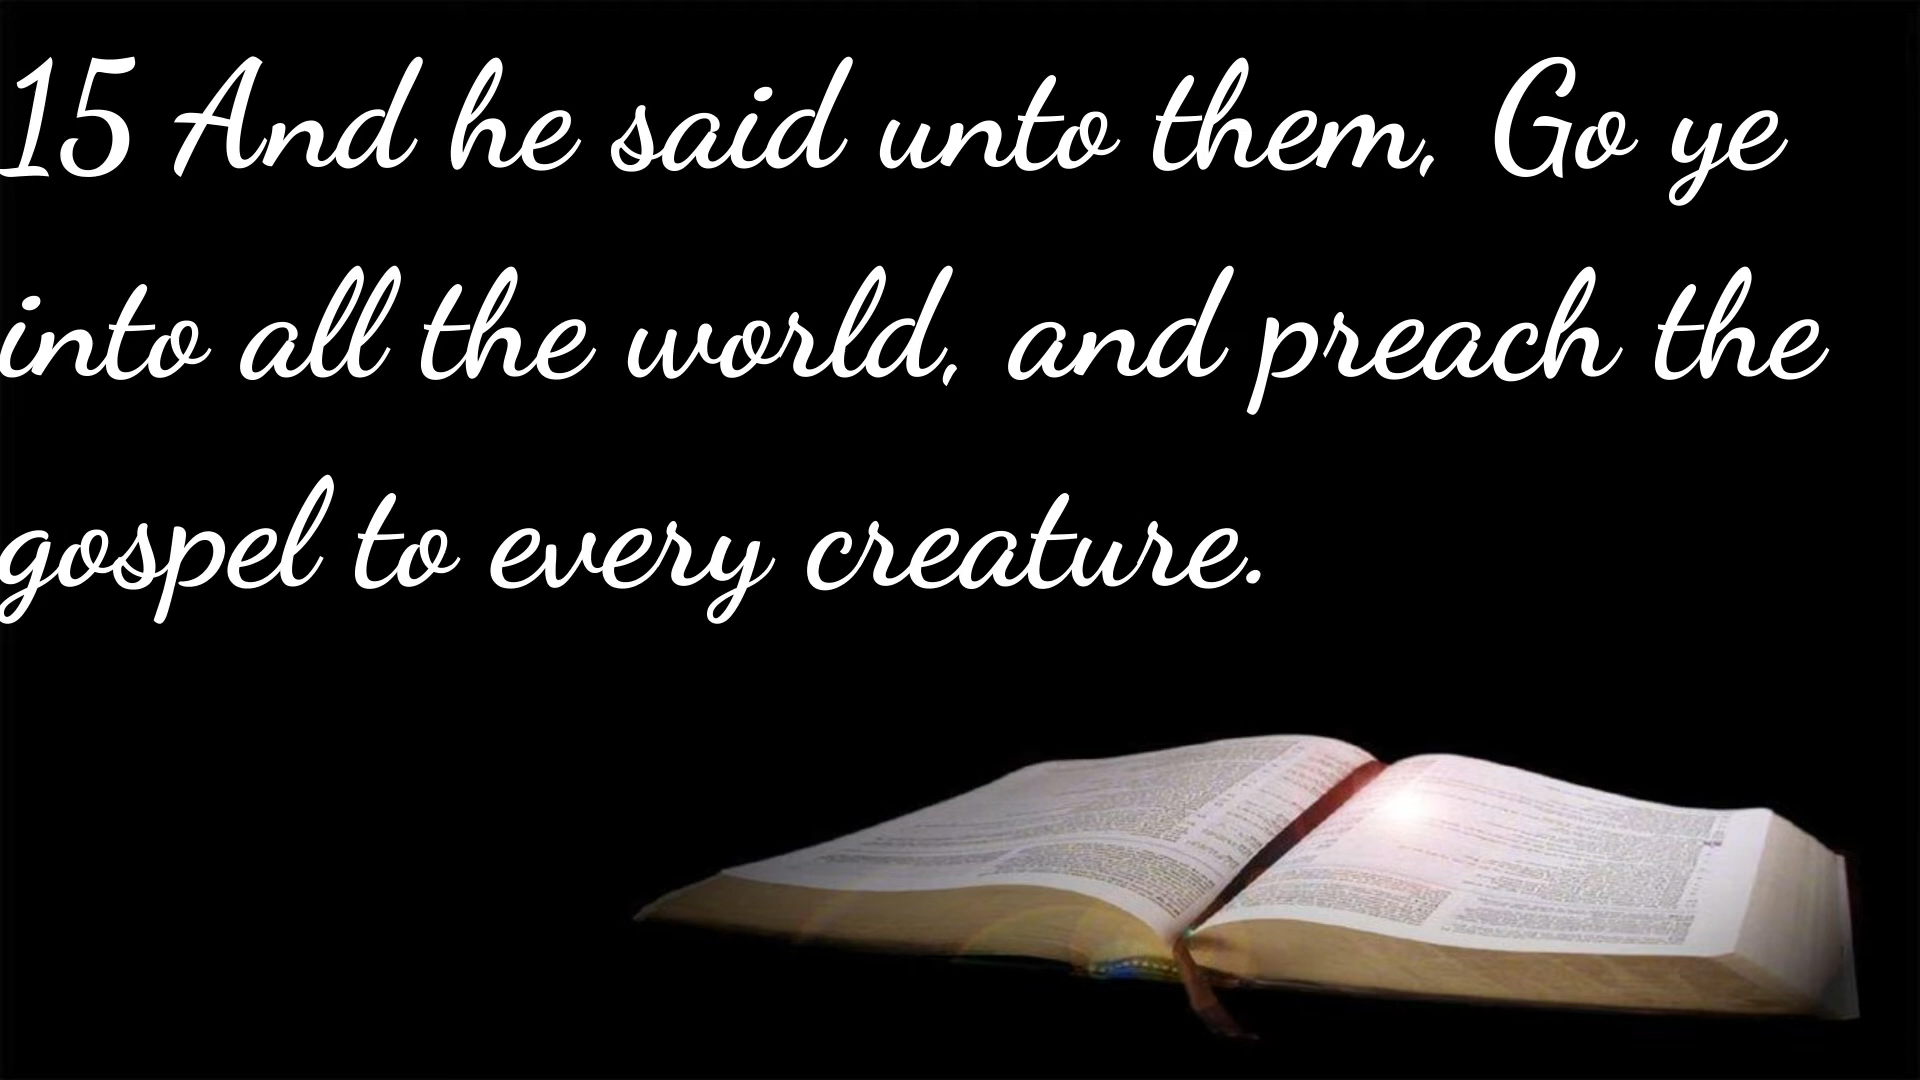 15 And he said unto them, Go ye
into all the world, and preach the
gospel to every creature.